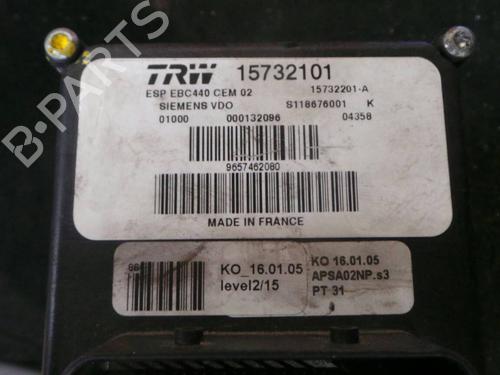 TRW 15732101
ESP EBC440 CEM 02 15732201-A
SIEMENS VDO S118676001 K
01000 000132096 04358
9657462080
MADE IN FRANCE
KO_16.01.05
level2/15
KO 16.01.05
APSA02NP.s3
PT 31